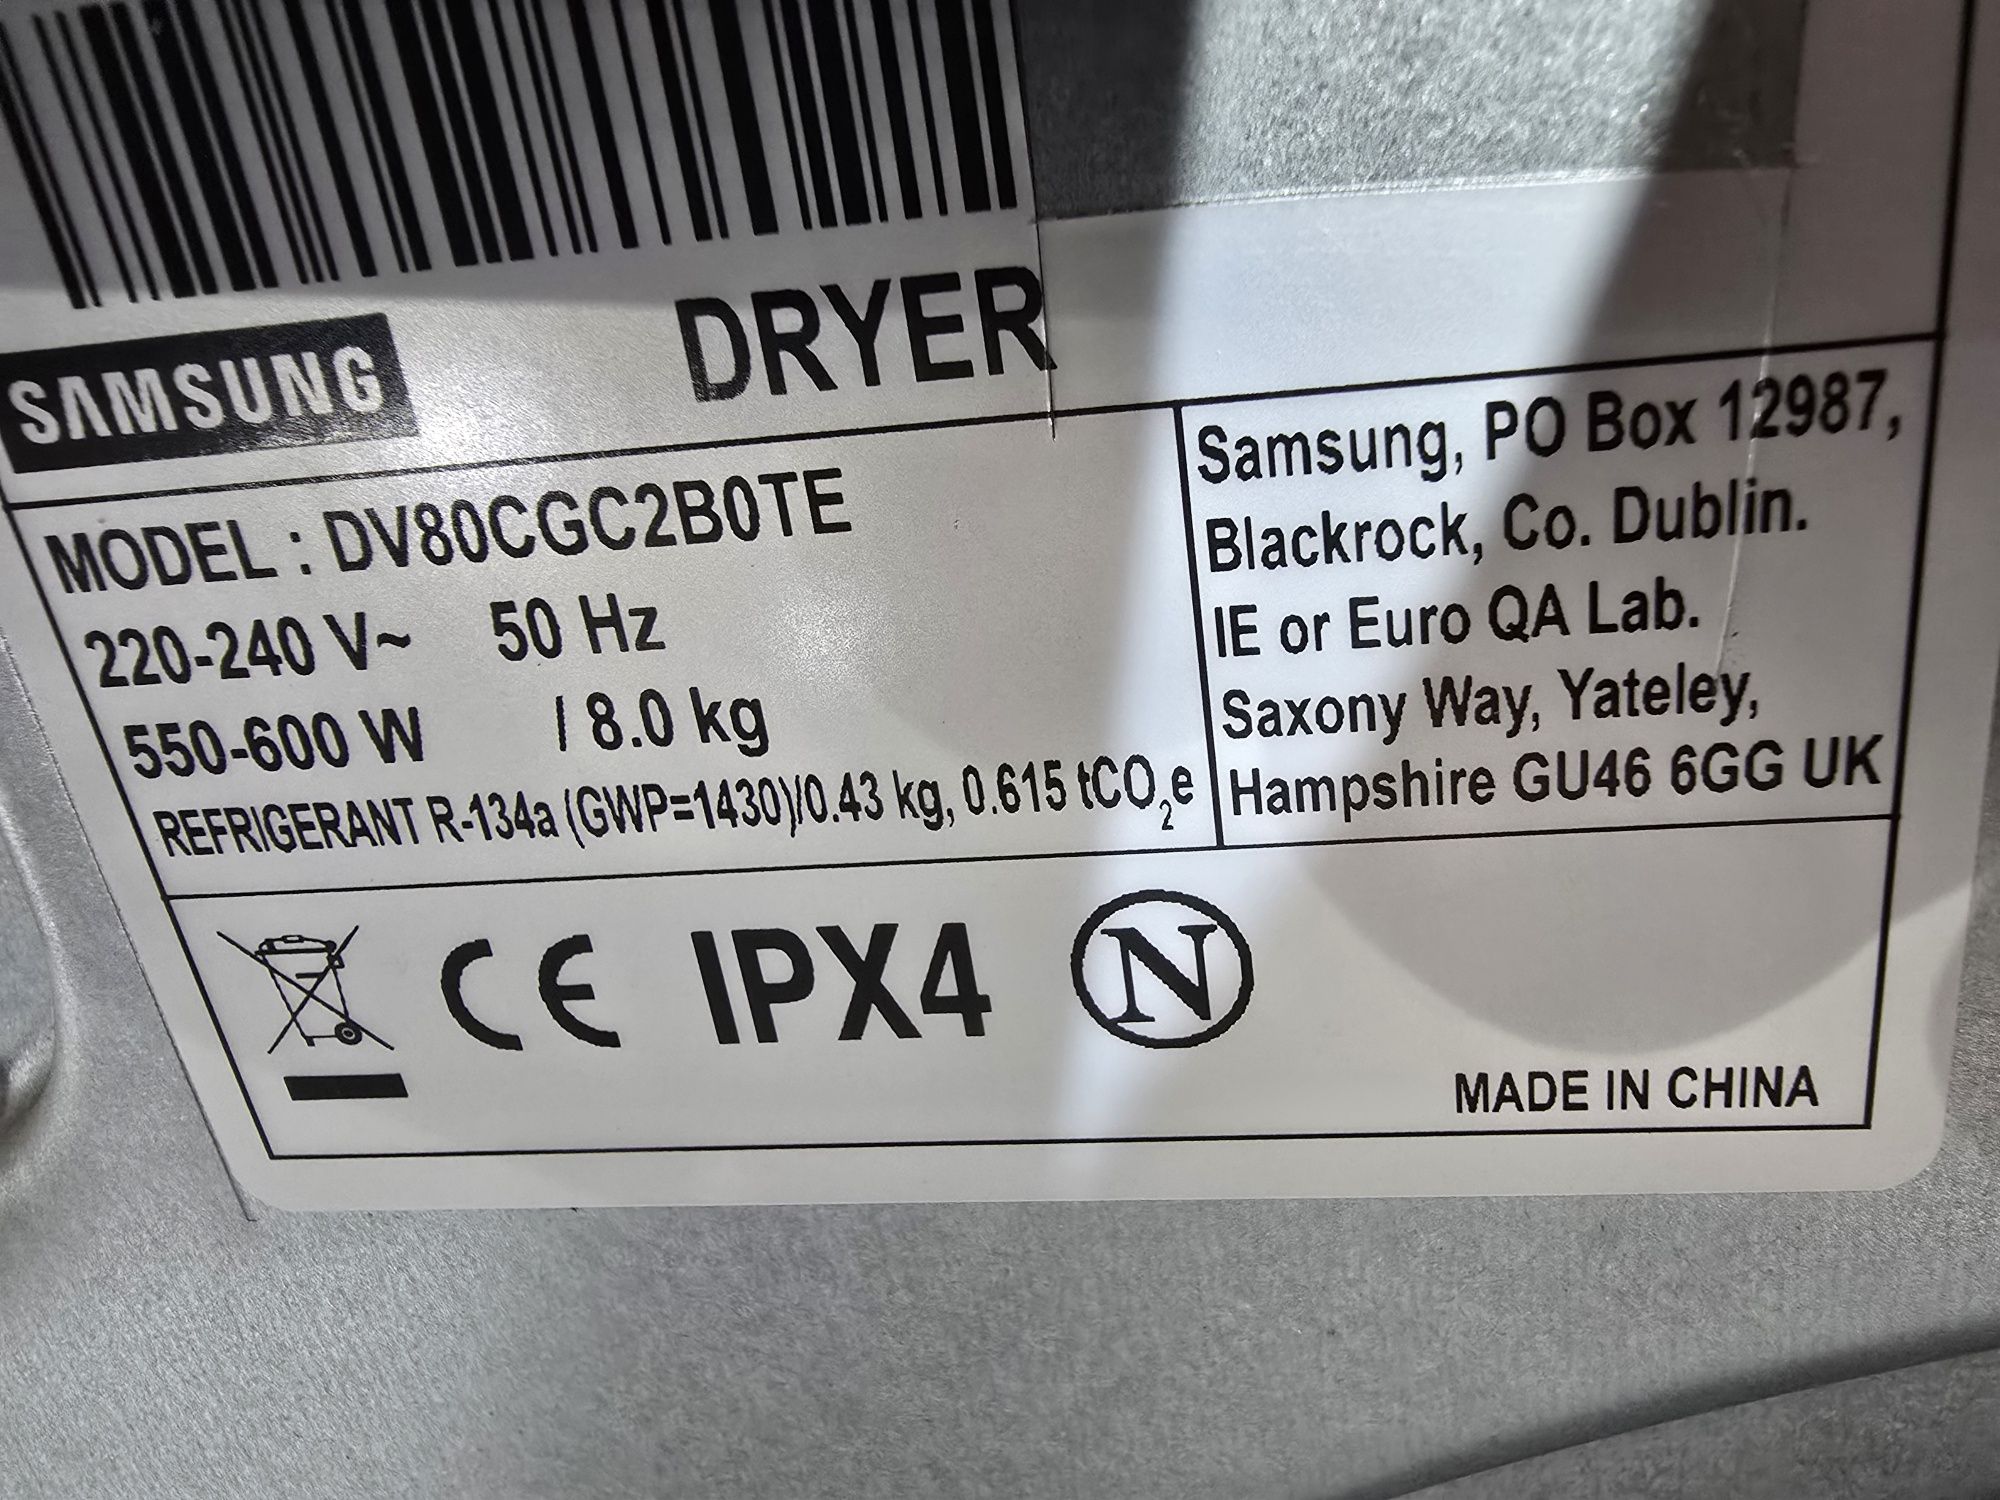 DRYER
SAMSUNG
MODEL : DV80CGC2B0TE
220-240 V~ 50 Hz
550-600 W / 8.0 kg
REFRIGERANT R-134a (GWP=1430)/0.43 kg, 0.615 tCO₂e
Samsung, PO Box 12987,
Blackrock, Co. Dublin.
IE or Euro QA Lab.
Saxony Way, Yateley,
Hampshire GU46 6GG UK
CE IPX4 N
MADE IN CHINA